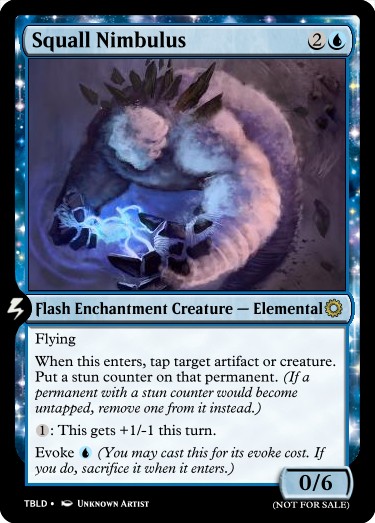 Squall Nimbulus 2
Flash Enchantment Creature — Elemental
Flying
When this enters, tap target artifact or creature.
Put a stun counter on that permanent. (If a
permanent with a stun counter would become
untapped, remove one from it instead.)
1: This gets +1/-1 this turn.
Evoke (You may cast this for its evoke cost. If
you do, sacrifice it when it enters.)
0/6
TBLD • Unknown Artist
(NOT FOR SALE)